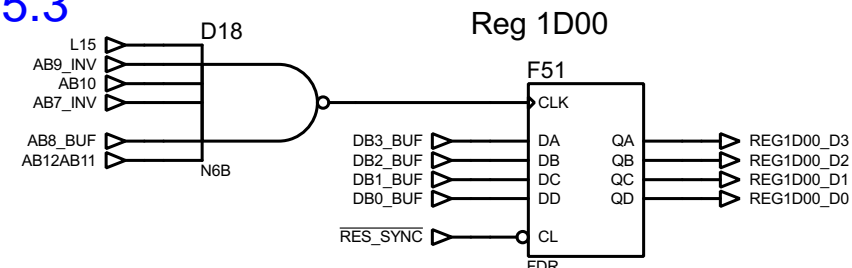 5.3
D18
Reg 1D00
L15
AB9_INV
AB10
AB7_INV
AB8_BUF
AB12AB11
N6B
F51
CLK
DB3_BUF DA QA REG1D00_D3
DB2_BUF DB QB REG1D00_D2
DB1_BUF DC QC REG1D00_D1
DB0_BUF DD QD REG1D00_D0
RES_SYNC CL
FDR